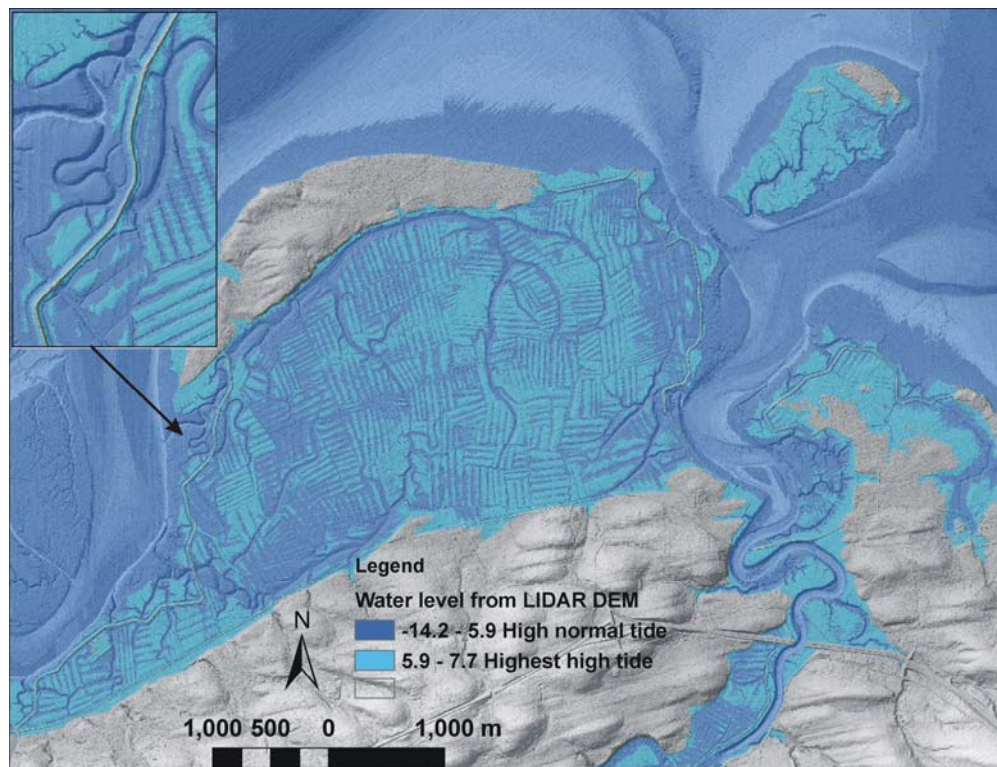 Legend
Water level from LIDAR DEM
-14.2 - 5.9 High normal tide
5.9 - 7.7 Highest high tide
N
1,000 500 0 1,000 m